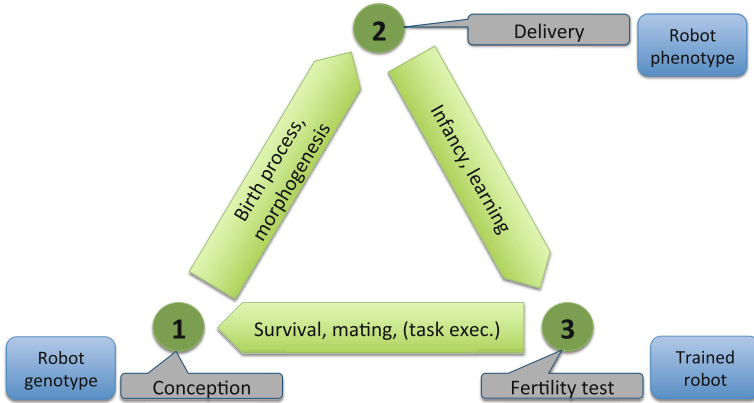 2
Delivery
Robot
phenotype
Birth process,
morphogenesis
Infancy, learning
1
Survival, mating, (task exec.)
3
Robot
genotype
Conception
Fertility test
Trained
robot